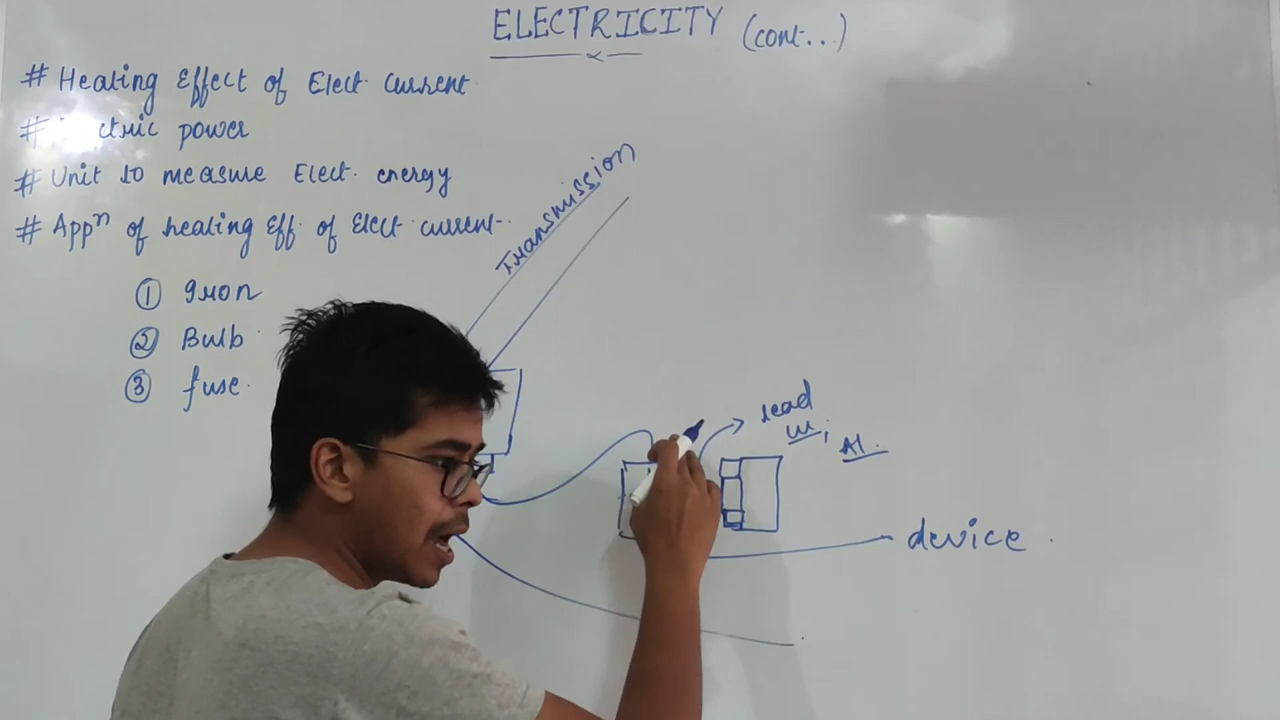 ELECTRICITY (cont...)
# Heating Effect of Elect. Current
# ctric power
# Unit to measure Elect. energy
# Appⁿ of heating Eff. of Elect. current.
① Iron
② Bulb
③ fuse.
Transmission
lead
Al.
device.